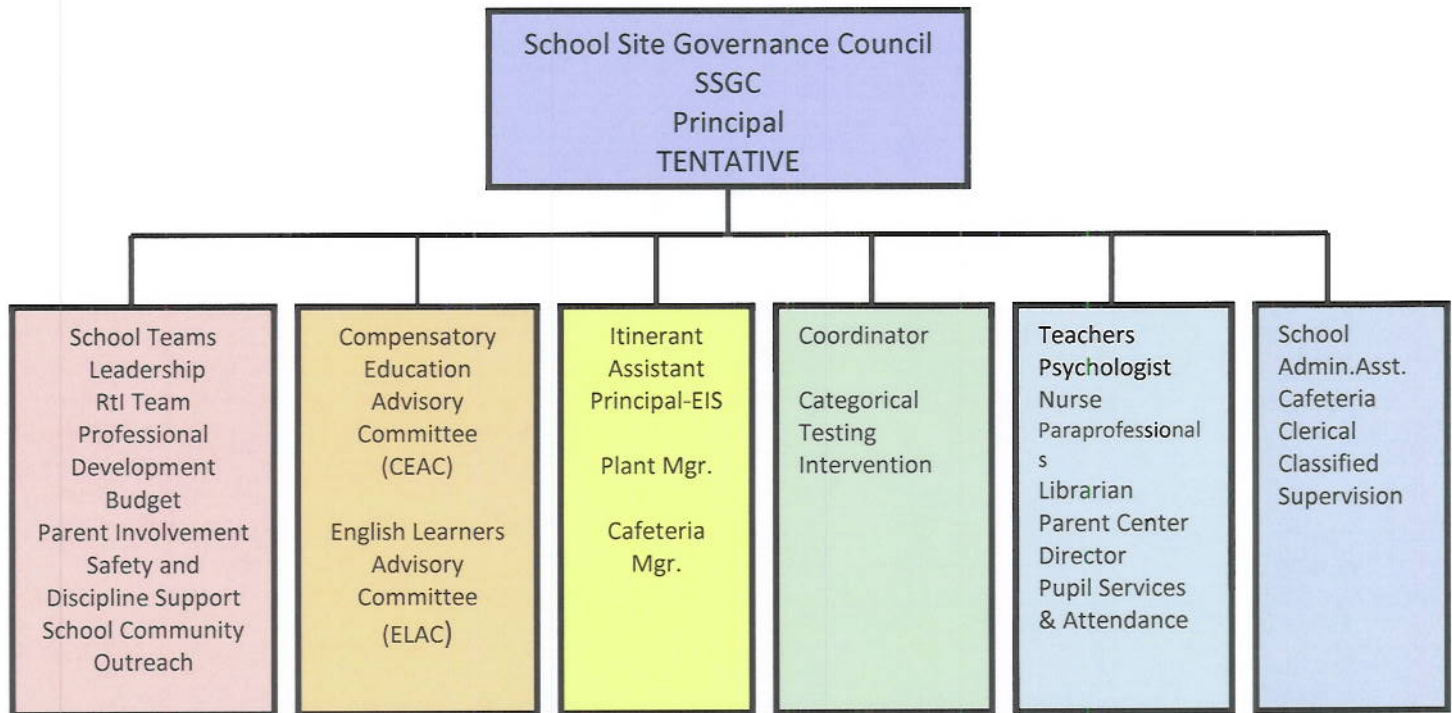 School Site Governance Council
SSGC
Principal
TENTATIVE
School Teams
Leadership
RtI Team
Professional
Development
Budget
Parent Involvement
Safety and
Discipline Support
School Community
Outreach
Compensatory
Education
Advisory
Committee
(CEAC)
English Learners
Advisory
Committee
(ELAC)
Itinerant
Assistant
Principal-EIS
Plant Mgr.
Cafeteria
Mgr.
Coordinator
Categorical
Testing
Intervention
Teachers
Psychologist
Nurse
Paraprofessional
s
Librarian
Parent Center
Director
Pupil Services
& Attendance
School
Admin.Asst.
Cafeteria
Clerical
Classified
Supervision